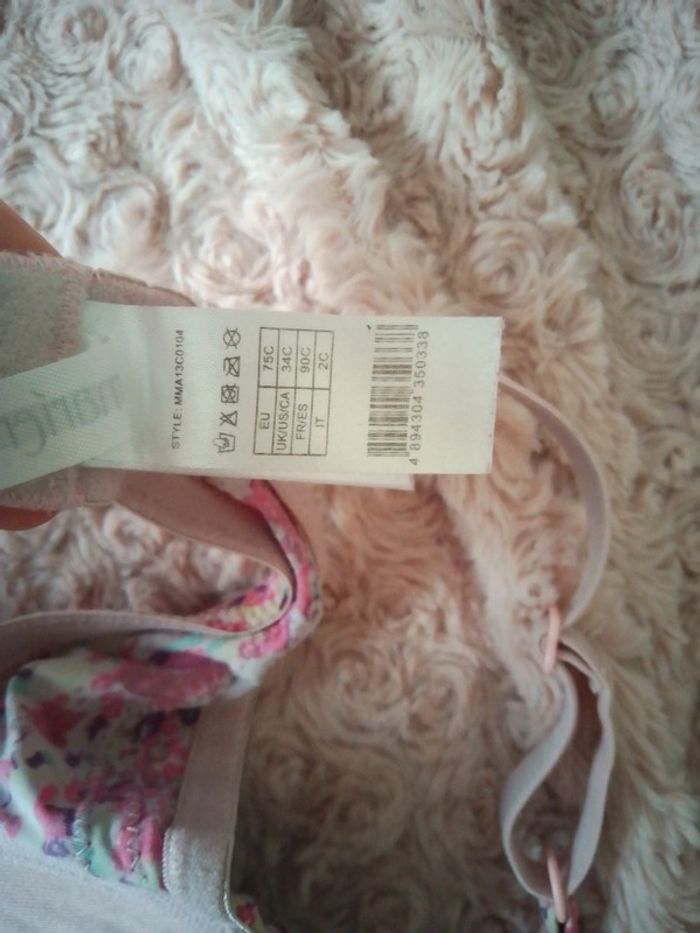 STYLE: MMA13C0104
EU 75C
UK/US/CA 34C
FR/ES 90C
IT 2C
4 894304 350338